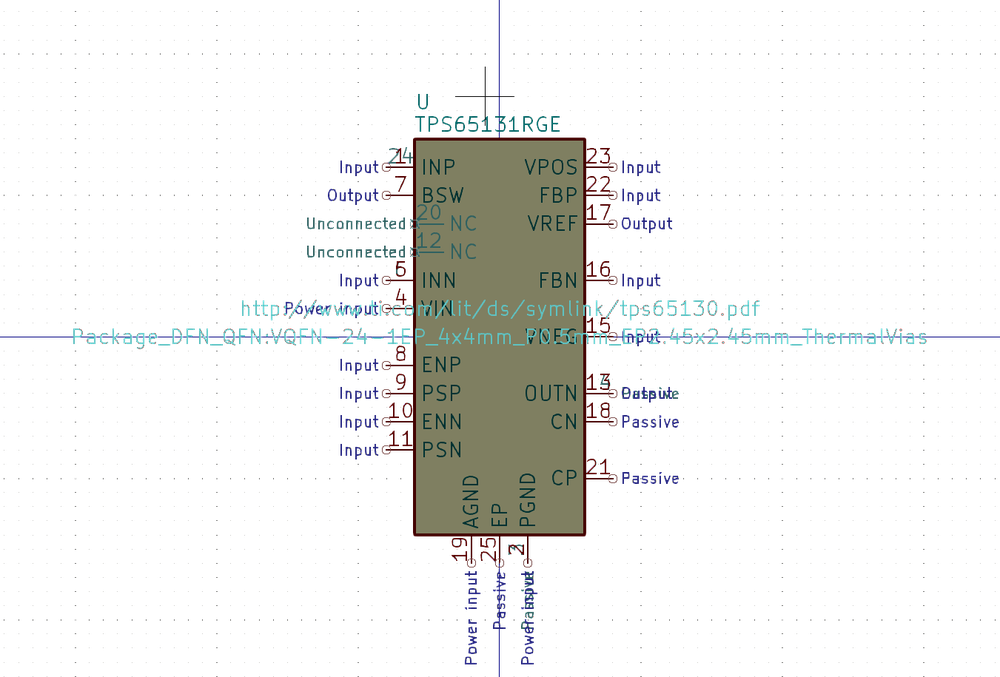 U
TPS65131RGE
Input 1 INP VPOS 23 Input
24
Output 7 BSW FBP 22 Input
Unconnected 20 NC VREF 17 Output
Unconnected 12 NC
Input INN FBN 16 Input
Power input 4 VIN
http://www.ti.com/lit/ds/symlink/tps65130.pdf
15 Input
Package_DFN_QFN:VQFN-24-1EP_4x4mm_P0.5mm_EP2.45x2.45mm_ThermalVias
Input 8 ENP
Input 9 PSP OUTN 13 Output
Passive
Input 10 ENN CN 18 Passive
Input 11 PSN
CP 21 Passive
AGND EP PGND
19 25 2
Power input Passive Power input
Passive